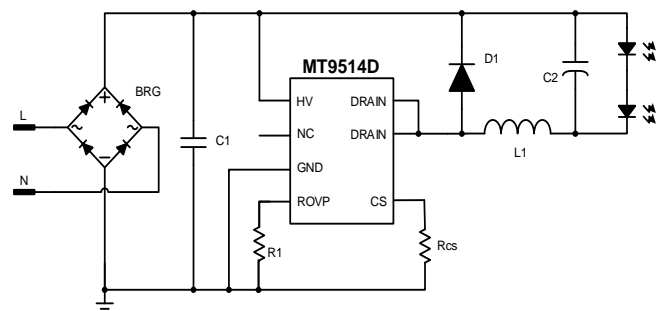 MT9514D
D1
BRG
C2
HV
DRAIN
L
NC
DRAIN
C1
L1
GND
N
ROVP
CS
R1
Rcs